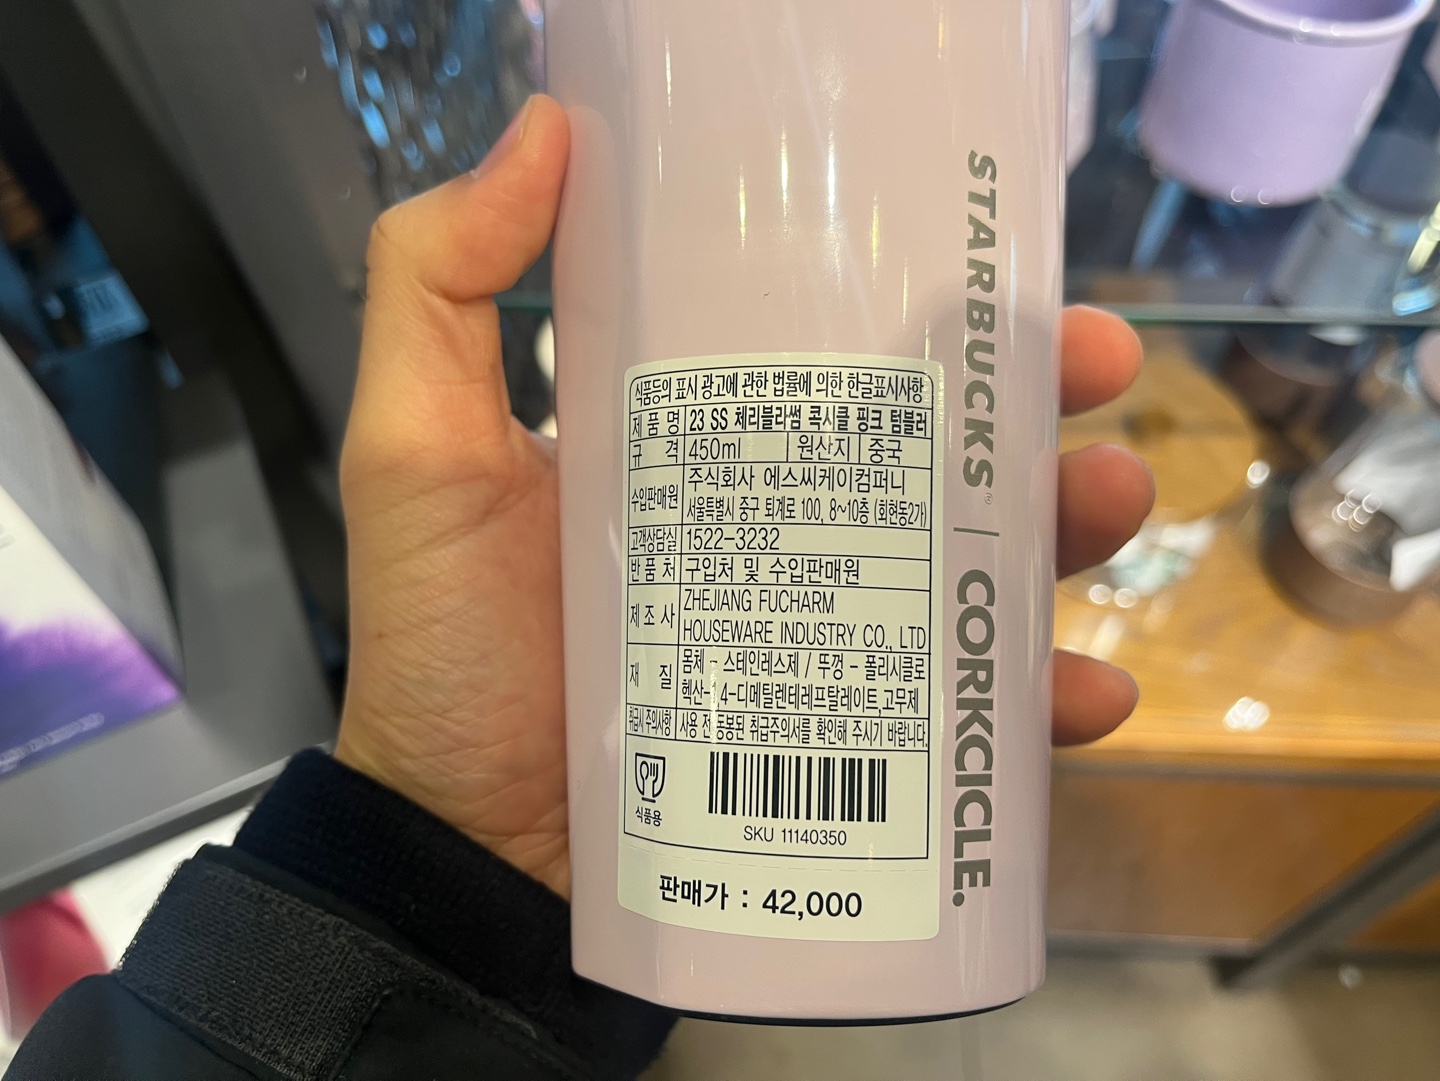 식품등의 표시 광고에 관한 법률에 의한 한글표시사항
제 품 명 23 SS 체리블라썸 콕시클 핑크 텀블러
규 격 450ml 원산지 중국
수입판매원 주식회사 에스씨케이컴퍼니
서울특별시 중구 퇴계로 100, 8~10층 (회현동2가)
고객상담실 1522-3232
반 품 처 구입처 및 수입판매원
제 조 사 ZHEJIANG FUCHARM
HOUSEWARE INDUSTRY CO., LTD
재 질 몸체 - 스테인레스제 / 뚜껑 - 폴리시클로
헥산-1,4-디메틸렌테레프탈레이트,고무제
취급시 주의사항 사용 전 동봉된 취급주의서를 확인해 주시기 바랍니다.
식품용
SKU 11140350
판매가 : 42,000
STARBUCKS® | CORKCICLE.